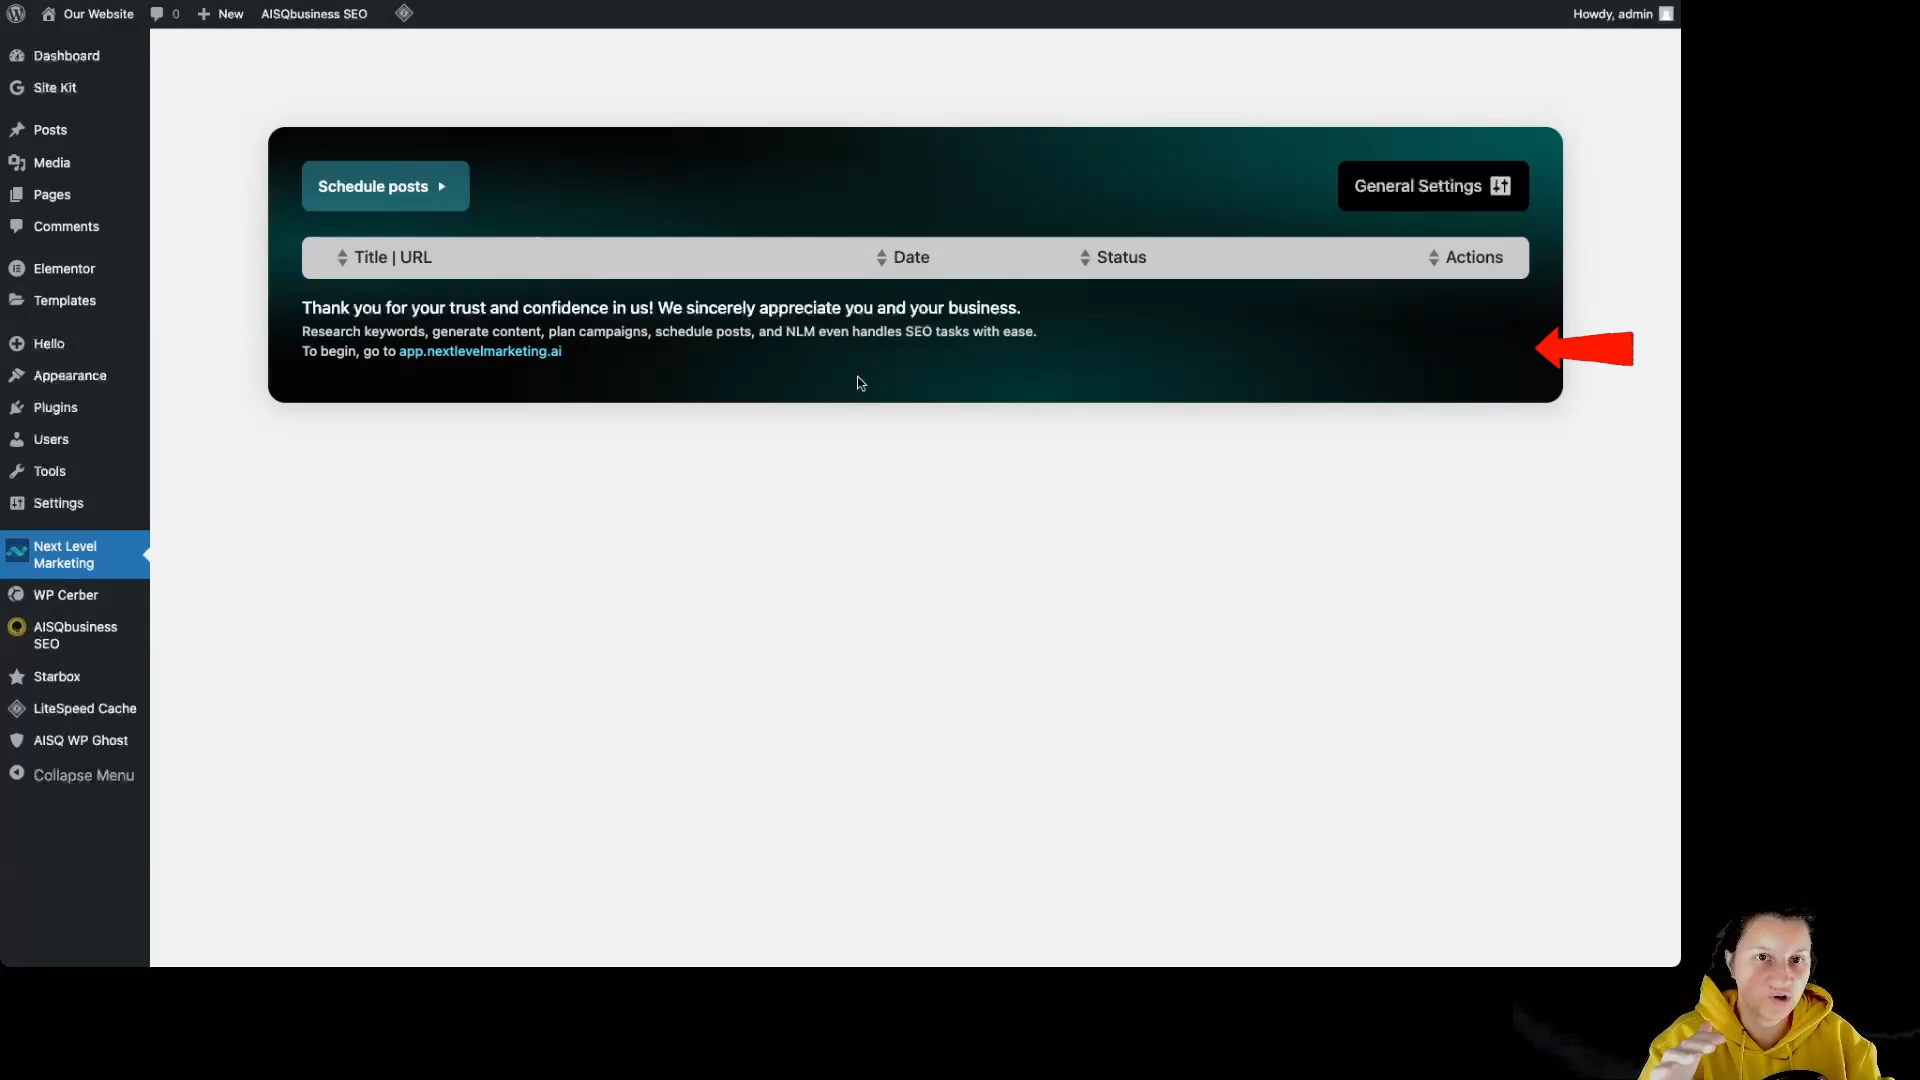 Our Website
0
New
AISQbusiness SEO
Howdy, admin
Dashboard
Site Kit
Posts
Media
Pages
Comments
Elementor
Templates
Hello
Appearance
Plugins
Users
Tools
Settings
Next Level
Marketing
WP Cerber
AISQbusiness
SEO
Starbox
LiteSpeed Cache
AISQ WP Ghost
Collapse Menu
Schedule posts
General Settings
Title | URL
Date
Status
Actions
Thank you for your trust and confidence in us! We sincerely appreciate you and your business.
Research keywords, generate content, plan campaigns, schedule posts, and NLM even handles SEO tasks with ease.
To begin, go to app.nextlevelmarketing.ai